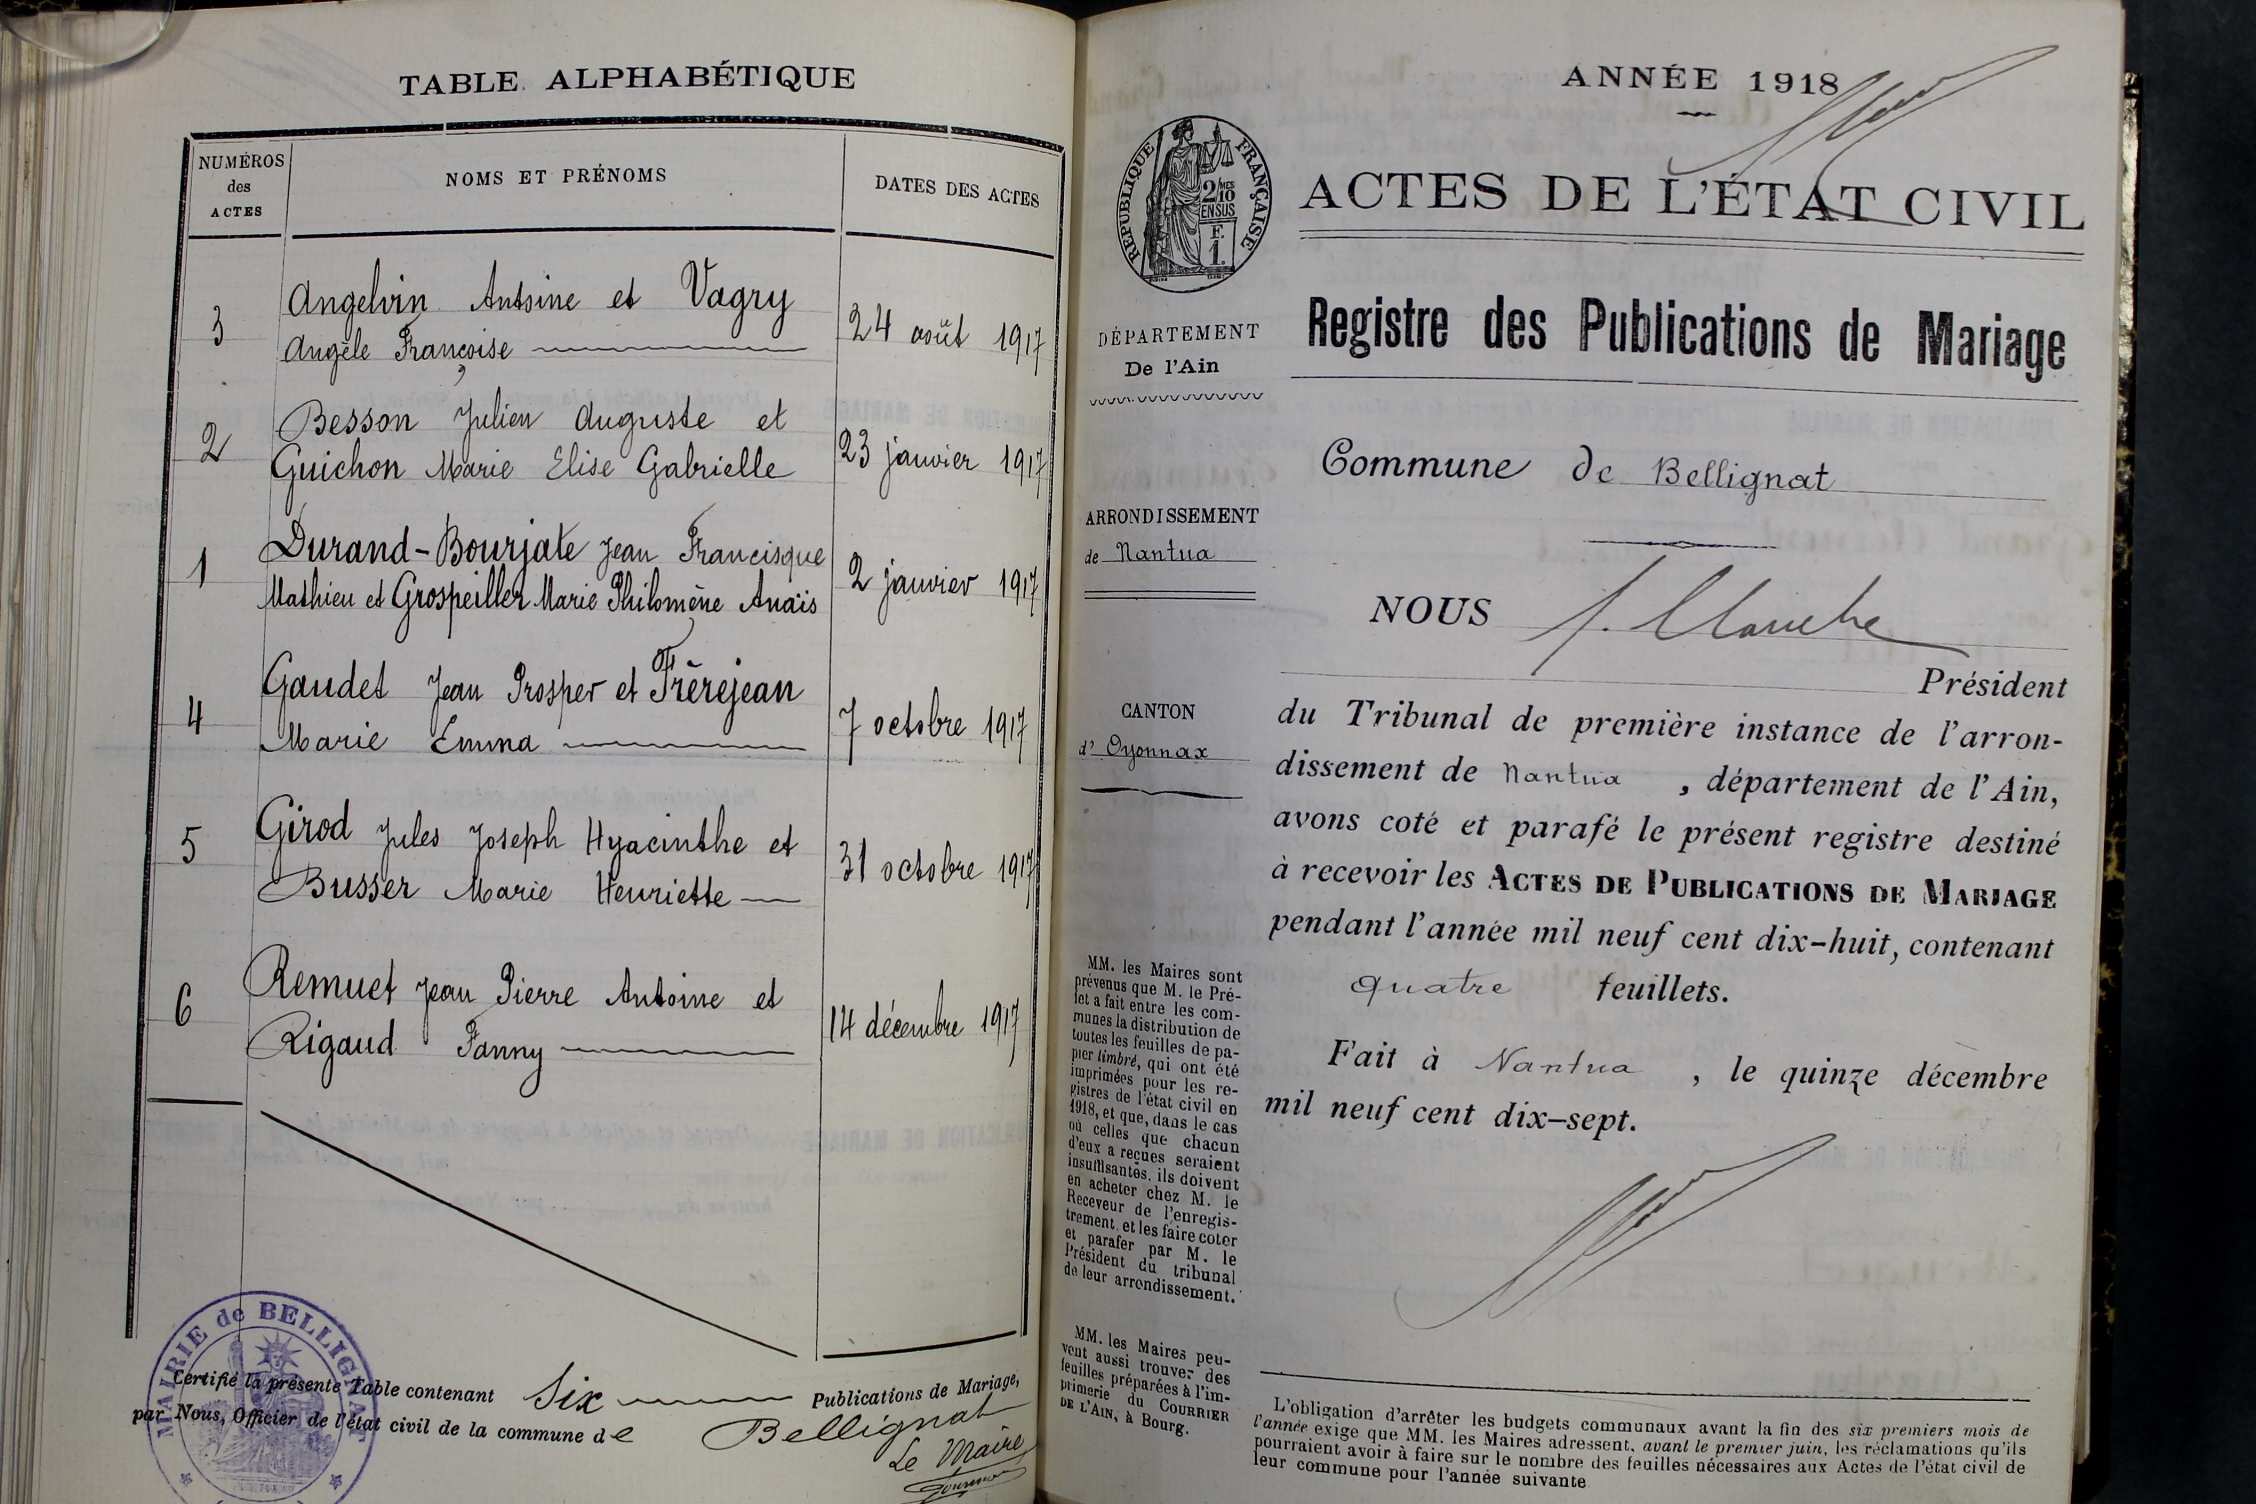 TABLE ALPHABÉTIQUE
NUMÉROS
des
ACTES
NOMS ET PRÉNOMS
DATES DES ACTES
3
Angelvin Antoine et Vagry
Angèle Françoise
24 août 1917
2
Besson Julien Auguste et
Guichon Marie Elise Gabrielle
23 janvier 1917
1
Durand-Bourjate Jean Francisque
Mathieu et Grospeiller Marie Philomène Anaïs
2 janvier 1917
4
Gaudet Jean Prosper et Frèrejean
Marie Emma
7 octobre 1917
5
Girod Jules Joseph Hyacinthe et
Busser Marie Henriette
31 octobre 1917
6
Remuet Jean Pierre Antoine et
Rigaud Fanny
14 décembre 1917
MAIRIE de BELLIGNAT
Certifié la présente Table contenant Six Publications de Mariage,
par Nous, Officier de l'état civil de la commune de Bellignat
Le Maire
ANNÉE 1918
RÉPUBLIQUE FRANÇAISE
2/10 MES
EN SUS
F.
1.
ACTES DE L'ÉTAT CIVIL
DÉPARTEMENT
De l'Ain
Registre des Publications de Mariage
Commune de Bellignat
ARRONDISSEMENT
de Nantua
NOUS
Président
CANTON
d' Oyonnax
du Tribunal de première instance de l'arron-
dissement de Nantua, département de l'Ain,
avons coté et parafé le présent registre destiné
à recevoir les ACTES DE PUBLICATIONS DE MARIAGE
pendant l'année mil neuf cent dix-huit, contenant
quatre feuillets.
Fait à Nantua, le quinze décembre
mil neuf cent dix-sept.
MM. les Maires sont
prévenus que M. le Pré-
fet a fait entre les com-
munes la distribution de
toutes les feuilles de pa-
pier timbré, qui ont été
imprimées pour les re-
gistres de l'état civil en
1918, et que, dans le cas
où celles que chacun
d'eux a reçues seraient
insuffisantes, ils doivent
en acheter chez M. le
Receveur de l'enregis-
trement et les faire coter
et parafer par M. le
Président du tribunal
de leur arrondissement.
MM. les Maires peu-
vent aussi trouver des
feuilles préparées à l'im-
primerie du COURRIER
DE L'AIN, à Bourg.
L'obligation d'arrêter les budgets communaux avant la fin des six premiers mois de
l'année exige que MM. les Maires adressent, avant le premier juin, les réclamations qu'ils
pourraient avoir à faire sur le nombre des feuilles nécessaires aux Actes de l'état civil de
leur commune pour l'année suivante